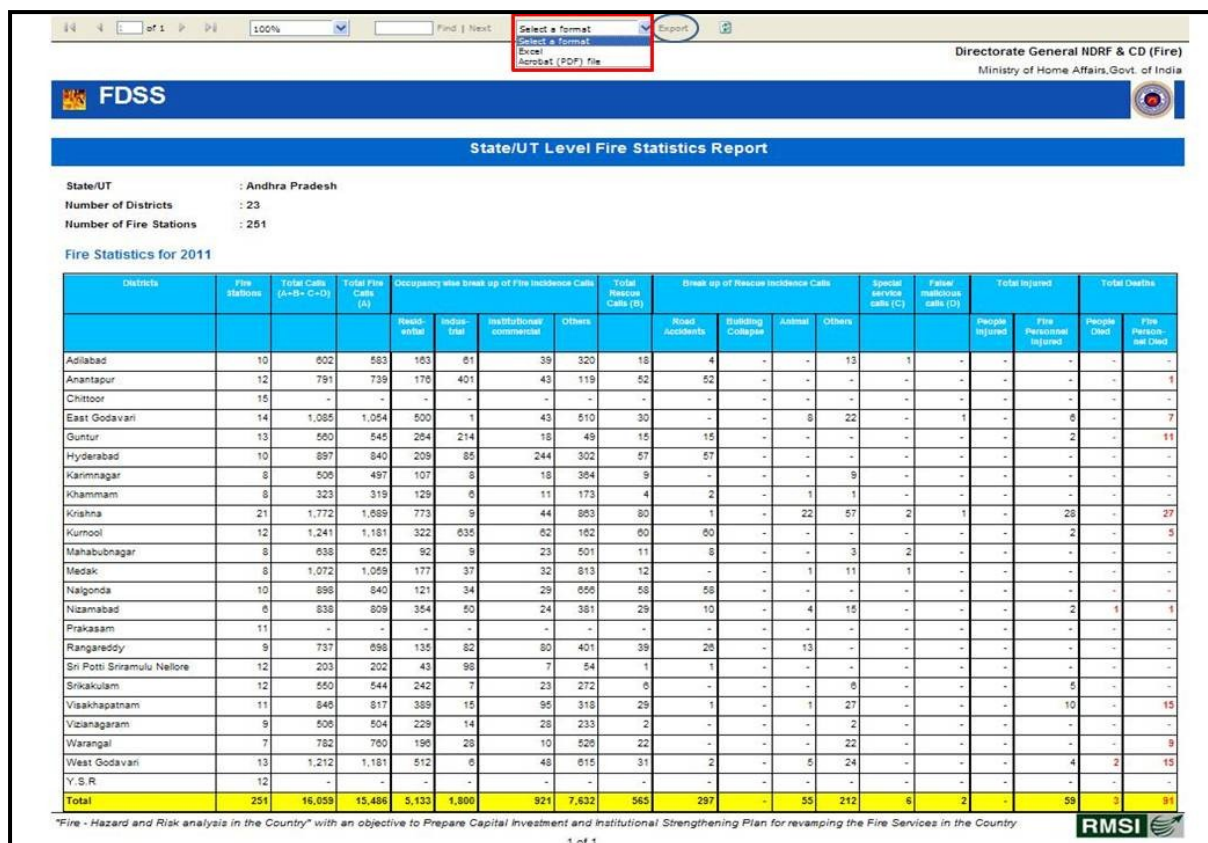 of 1 100% Find | Next Select a format Export
Select a format
Excel
Acrobat (PDF) file
Directorate General NDRF & CD (Fire)
Ministry of Home Affairs,Govt. of India
FDSS
State/UT Level Fire Statistics Report
State/UT : Andhra Pradesh
Number of Districts : 23
Number of Fire Stations : 251
Fire Statistics for 2011
Districts Fire Stations Total Calls (A+B+ C+D) Total Fire Calls (A) Occupancy wise break up of Fire Incidence Calls Total Rescue Calls (B) Break up of Rescue Incidence Calls Special service calls (C) False/ malicious calls (D) Total Injured Total Deaths
Resid-ential Indus-trial Institutional/ commercial Others Road Accidents Building Collapse Animal Others People Injured Fire Personnel Injured People Died Fire Person-nel Died
Adilabad 10 602 583 163 61 39 320 18 4 - - 13 1 - - - - -
Anantapur 12 791 739 176 401 43 119 52 52 - - - - - - - - 1
Chittoor 15 - - - - - - - - - - - - - - - - -
East Godavari 14 1,085 1,054 500 1 43 510 30 - - 8 22 - 1 - 6 - 7
Guntur 13 560 545 264 214 18 49 15 15 - - - - - - 2 - 11
Hyderabad 10 897 840 209 85 244 302 57 57 - - - - - - - - -
Karimnagar 8 506 497 107 8 18 364 9 - - - 9 - - - - - -
Khammam 8 323 319 129 6 11 173 4 2 - 1 1 - - - - - -
Krishna 21 1,772 1,689 773 9 44 863 80 1 - 22 57 2 1 - 28 - 27
Kurnool 12 1,241 1,181 322 635 62 162 60 60 - - - - - - 2 - 5
Mahabubnagar 8 638 625 92 9 23 501 11 8 - - 3 2 - - - - -
Medak 8 1,072 1,059 177 37 32 813 12 - - 1 11 1 - - - - -
Nalgonda 10 898 840 121 34 29 656 58 58 - - - - - - - - -
Nizamabad 6 838 809 354 50 24 381 29 10 - 4 15 - - - 2 1 1
Prakasam 11 - - - - - - - - - - - - - - - - -
Rangareddy 9 737 698 135 82 80 401 39 26 - 13 - - - - - - -
Sri Potti Sriramulu Nellore 12 203 202 43 98 7 54 1 1 - - - - - - - - -
Srikakulam 12 550 544 242 7 23 272 6 - - - 6 - - - 5 - -
Visakhapatnam 11 846 817 389 15 95 318 29 1 - 1 27 - - - 10 - 15
Vizianagaram 9 506 504 229 14 28 233 2 - - - 2 - - - - - -
Warangal 7 782 760 196 28 10 526 22 - - - 22 - - - - - 9
West Godavari 13 1,212 1,181 512 6 48 615 31 2 - 5 24 - - - 4 2 15
Y.S.R 12 - - - - - - - - - - - - - - - - -
Total 251 16,059 15,486 5,133 1,800 921 7,632 565 297 - 55 212 6 2 - 59 3 91
"Fire - Hazard and Risk analysis in the Country" with an objective to Prepare Capital Investment and Institutional Strengthening Plan for revamping the Fire Services in the Country
RMSI
1 of 1